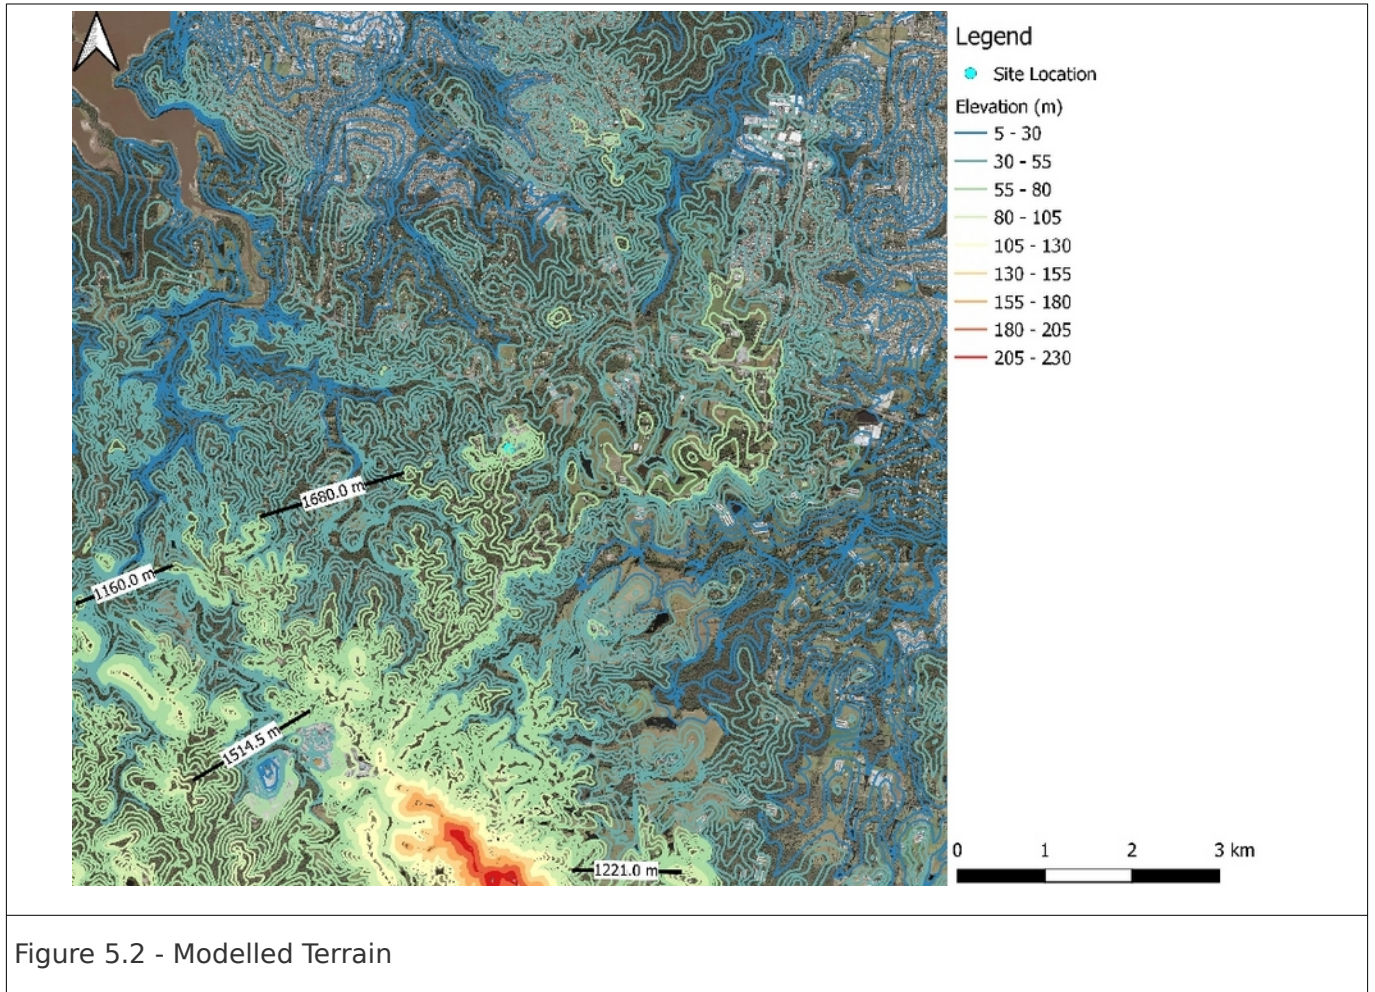 Legend
Site Location
Elevation (m)
5 - 30
30 - 55
55 - 80
80 - 105
105 - 130
130 - 155
155 - 180
180 - 205
205 - 230
1680.0 m
1160.0 m
1514.5 m
1221.0 m
0 1 2 3 km
Figure 5.2 - Modelled Terrain